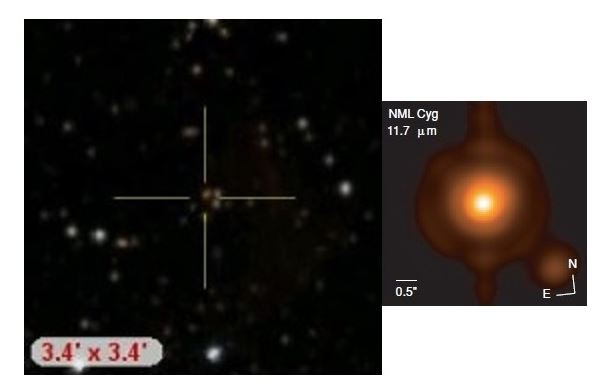 3.4' x 3.4'
NML Cyg
11.7 μm
0.5"
N
E